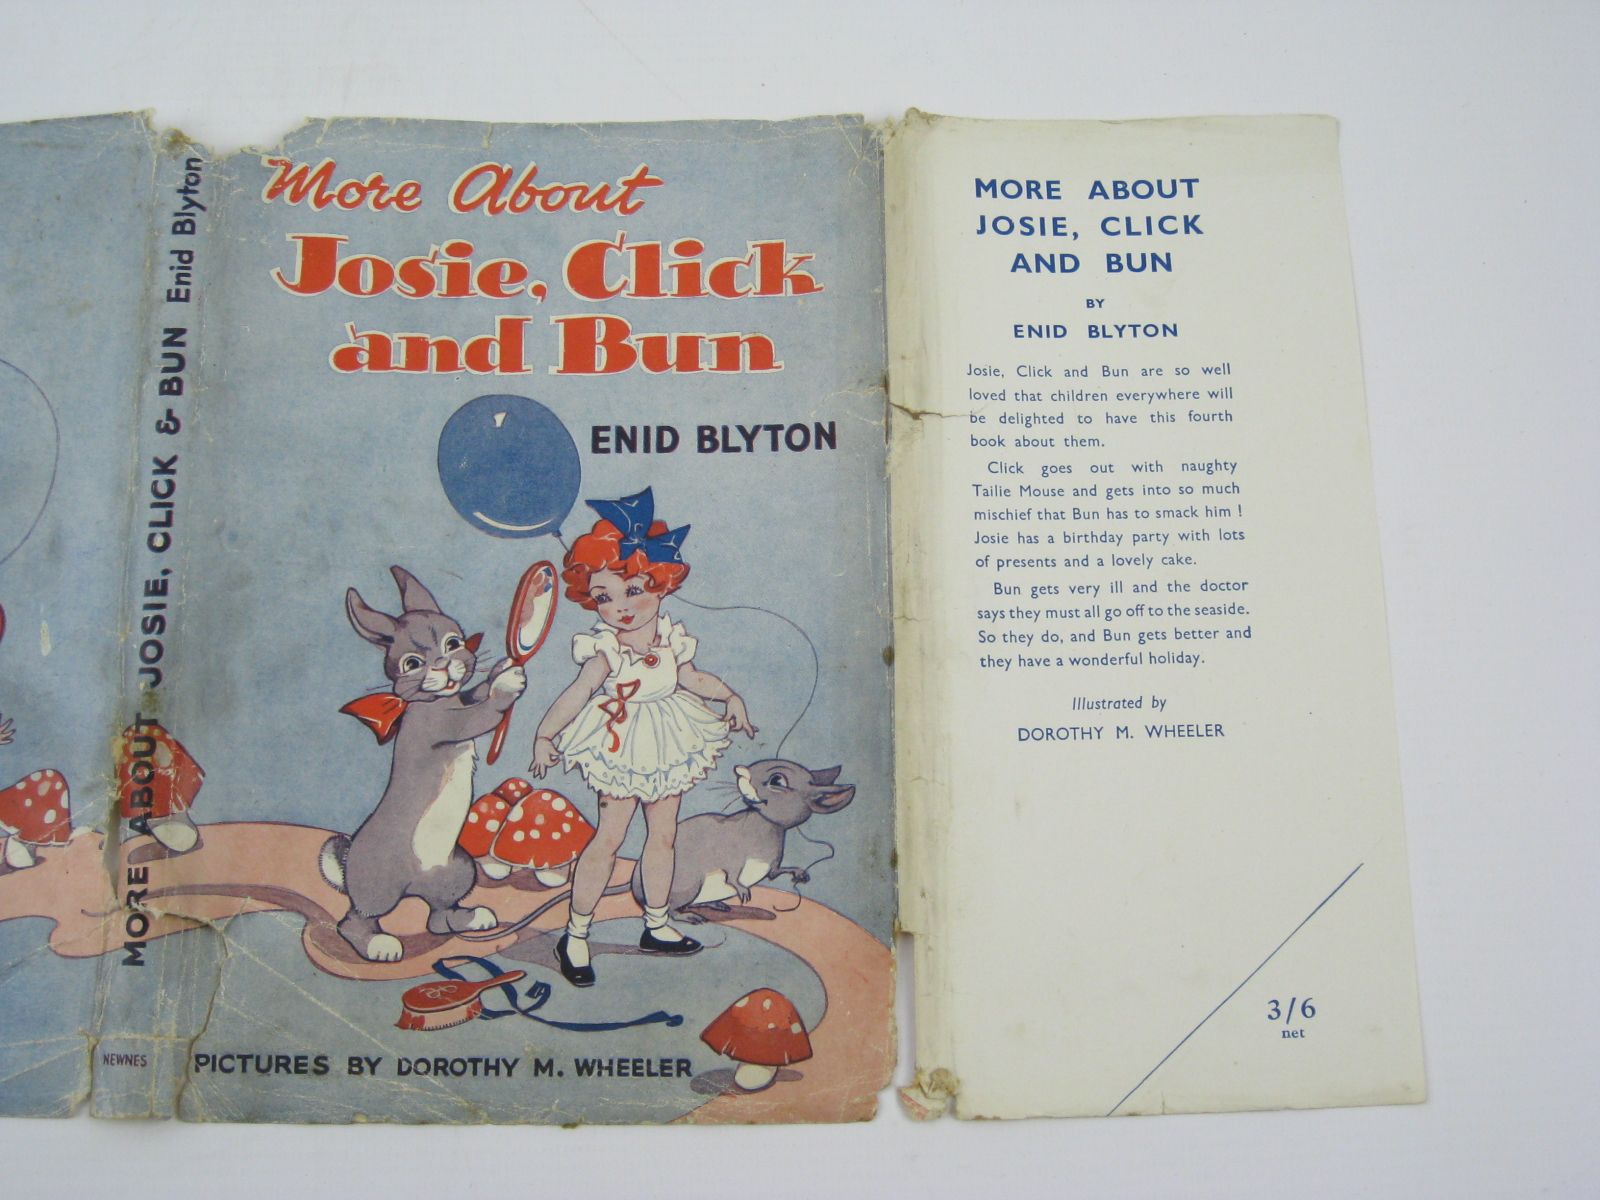 MORE ABOUT JOSIE, CLICK & BUN Enid Blyton
NEWNES
More About
Josie, Click
and Bun
ENID BLYTON
PICTURES BY DOROTHY M. WHEELER
MORE ABOUT
JOSIE, CLICK
AND BUN
BY
ENID BLYTON
Josie, Click and Bun are so well
loved that children everywhere will
be delighted to have this fourth
book about them.
Click goes out with naughty
Tailie Mouse and gets into so much
mischief that Bun has to smack him !
Josie has a birthday party with lots
of presents and a lovely cake.
Bun gets very ill and the doctor
says they must all go off to the seaside.
So they do, and Bun gets better and
they have a wonderful holiday.
Illustrated by
DOROTHY M. WHEELER
3/6
net